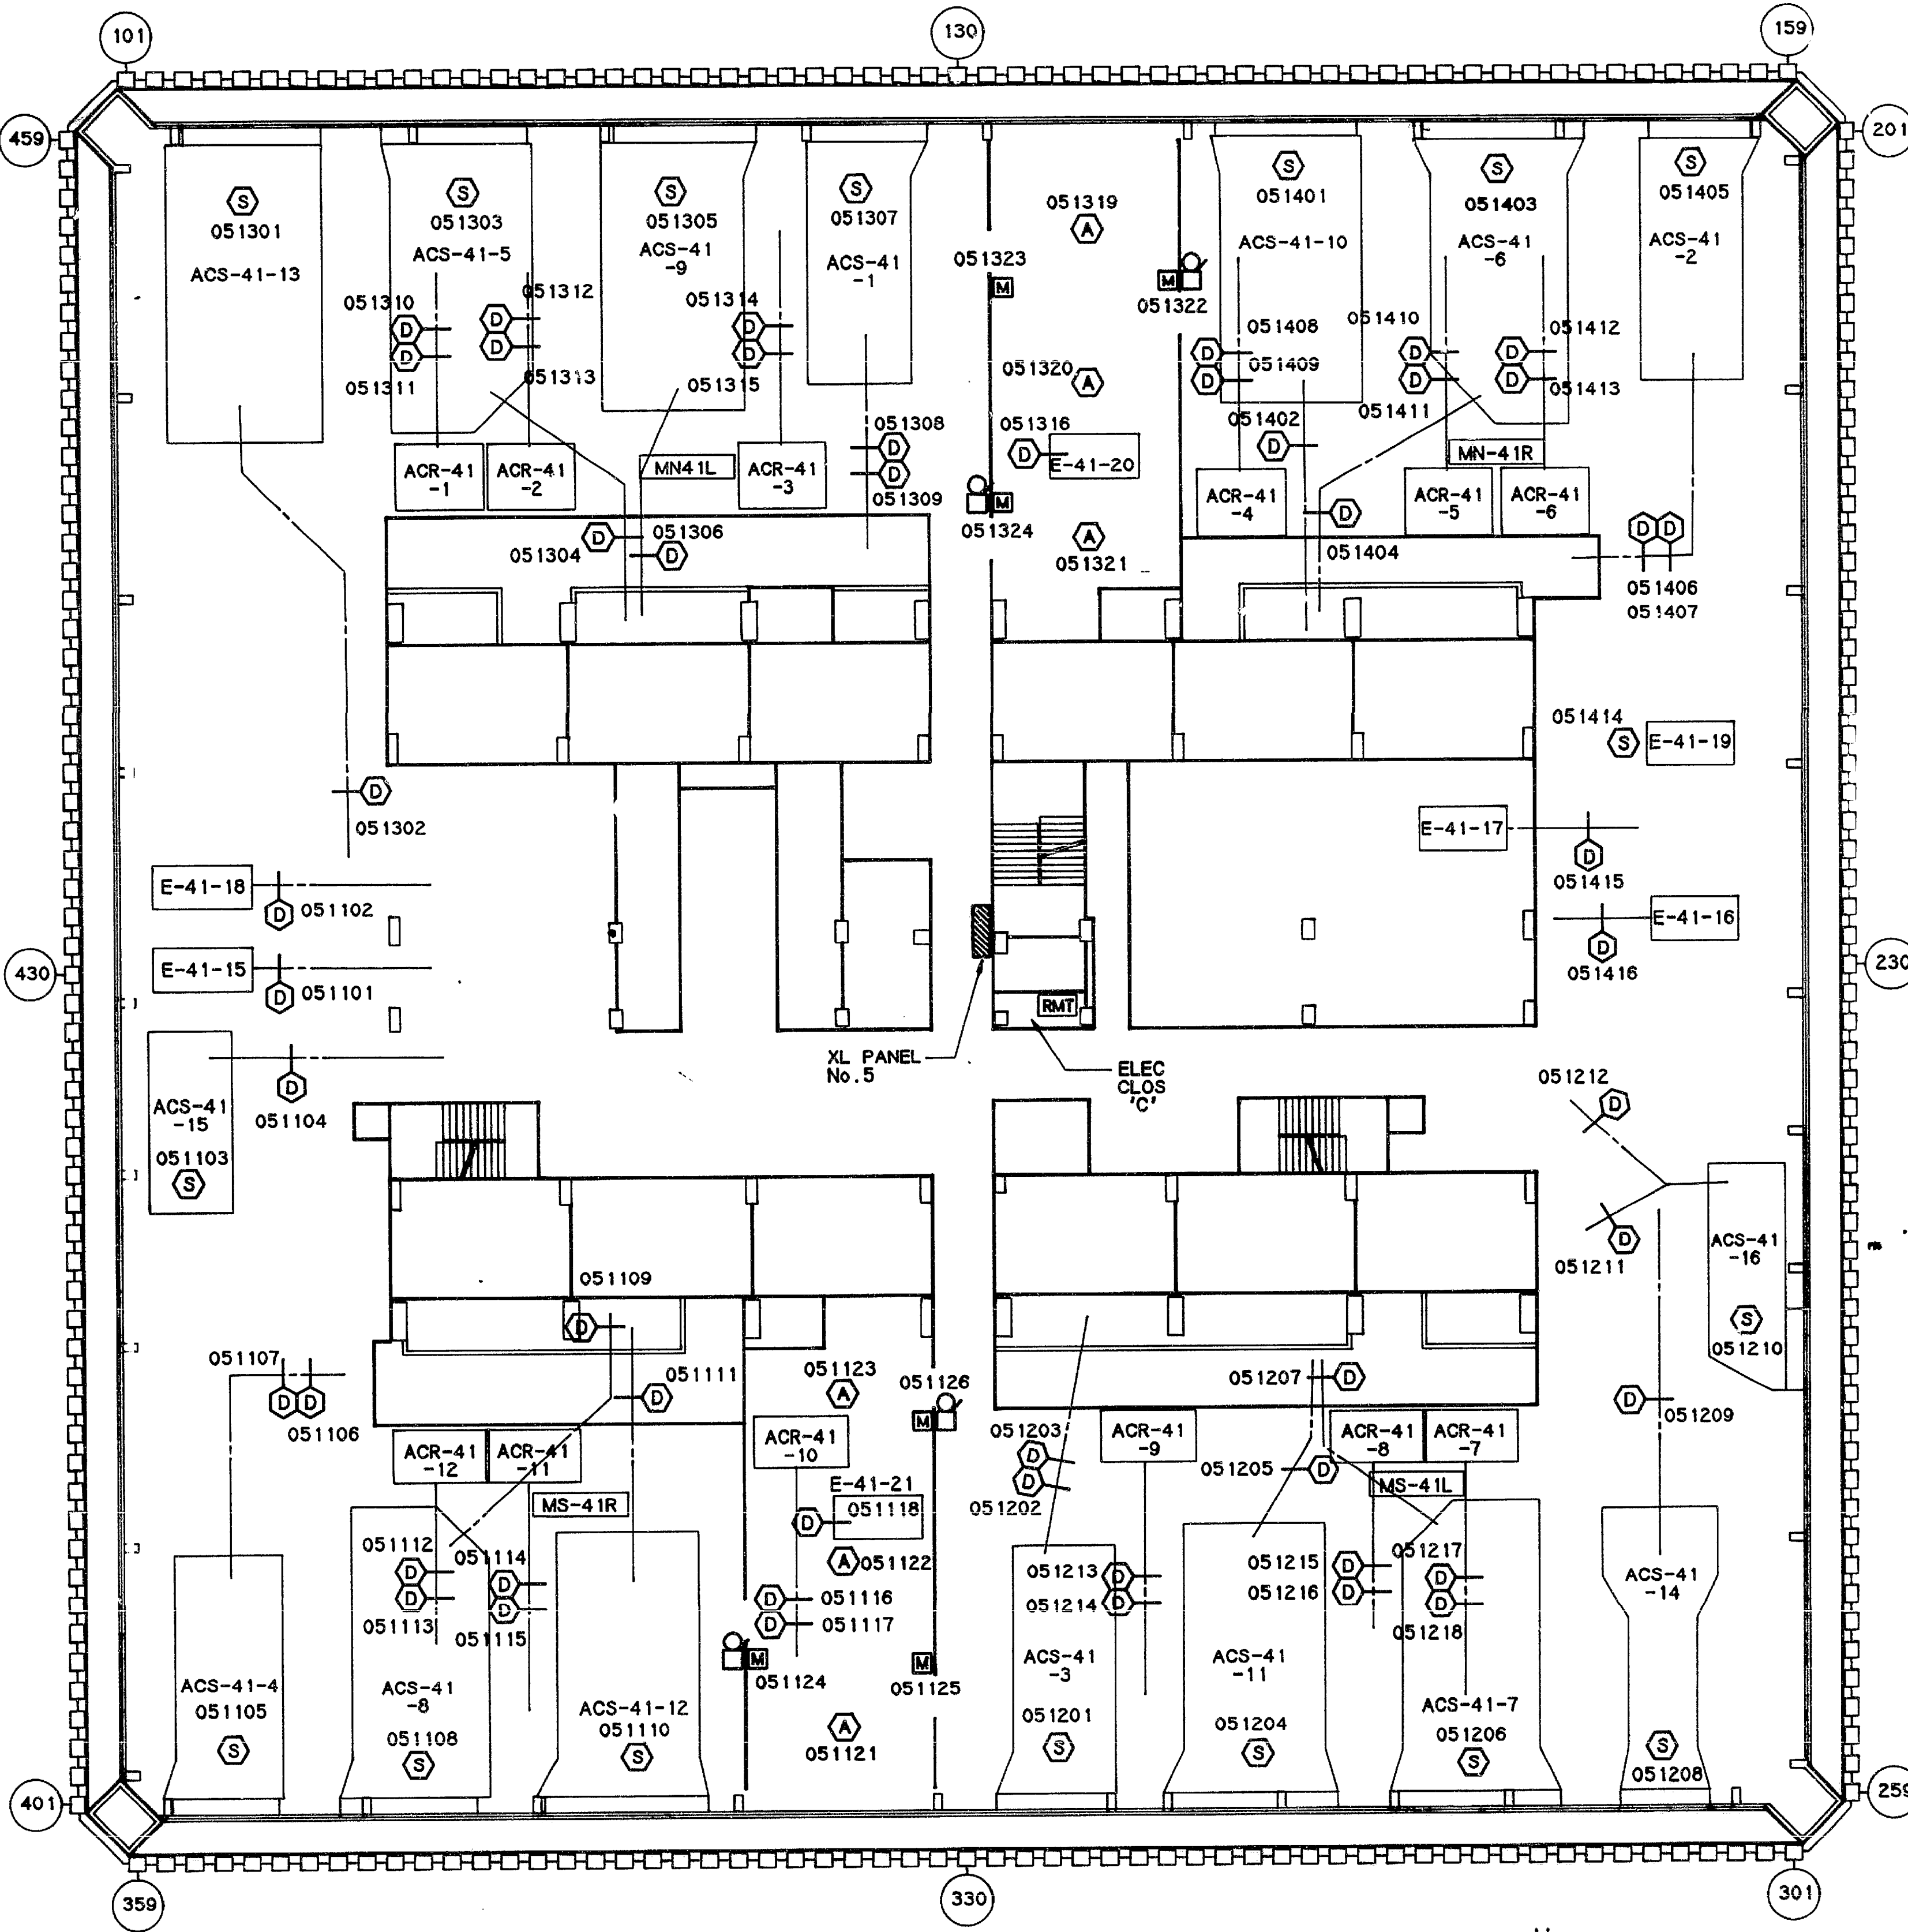 101
130
159
459
201
S
051301
ACS-41-13
S
051303
ACS-41-5
S
051305
ACS-41
-9
S
051307
ACS-41
-1
051319
A
S
051401
ACS-41-10
S
051403
ACS-41
-6
S
051405
ACS-41
-2
051323
M
M
051322
051310
D
D
051311
051312
D
D
051313
051314
D
D
051315
051320
A
051408
D
051409
D
051410
D
D
051411
051412
D
D
051413
051308
D
D
051309
051316
D
E-41-20
051402
D
MN-41R
ACR-41
-1
ACR-41
-2
MN41L
ACR-41
-3
M
051324
ACR-41
-4
ACR-41
-5
ACR-41
-6
D
051304
051306
D
A
051321
D
051404
D
D
051406
051407
051414
S
E-41-19
D
051302
E-41-17
D
051415
E-41-18
D
051102
E-41-16
D
051416
430
E-41-15
D
051101
230
RMT
XL PANEL
No.5
ELEC
CLOS
'C'
D
051104
ACS-41
-15
051103
S
051212
D
D
051211
ACS-41
-16
S
051210
051109
D
051107
D
D
051106
051111
D
051123
A
051126
M
051207
D
D
051209
ACR-41
-12
ACR-41
-11
ACR-41
-10
051203
D
D
051202
ACR-41
-9
ACR-41
-8
ACR-41
-7
051205
D
MS-41L
MS-41R
E-41-21
051118
D
A
051122
051112
D
D
051113
051114
D
D
051115
D
051116
D
051117
051213
D
051214
D
051215
D
051216
D
051217
D
D
051218
ACS-41
-14
M
051124
M
051125
ACS-41-4
051105
S
ACS-41
-8
051108
S
ACS-41-12
051110
S
A
051121
ACS-41
-3
051201
S
ACS-41
-11
051204
S
ACS-41-7
051206
S
S
051208
401
259
359
330
301